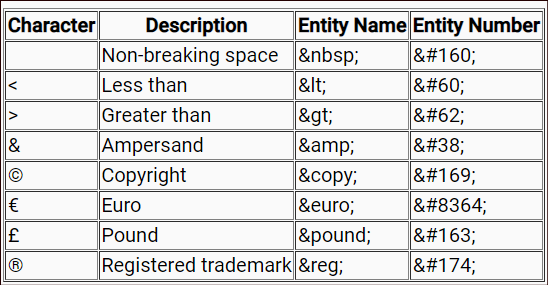 Character Description Entity Name Entity Number
Non-breaking space &nbsp; &#160;
< Less than &lt; &#60;
> Greater than &gt; &#62;
& Ampersand &amp; &#38;
© Copyright &copy; &#169;
€ Euro &euro; &#8364;
£ Pound &pound; &#163;
® Registered trademark &reg; &#174;